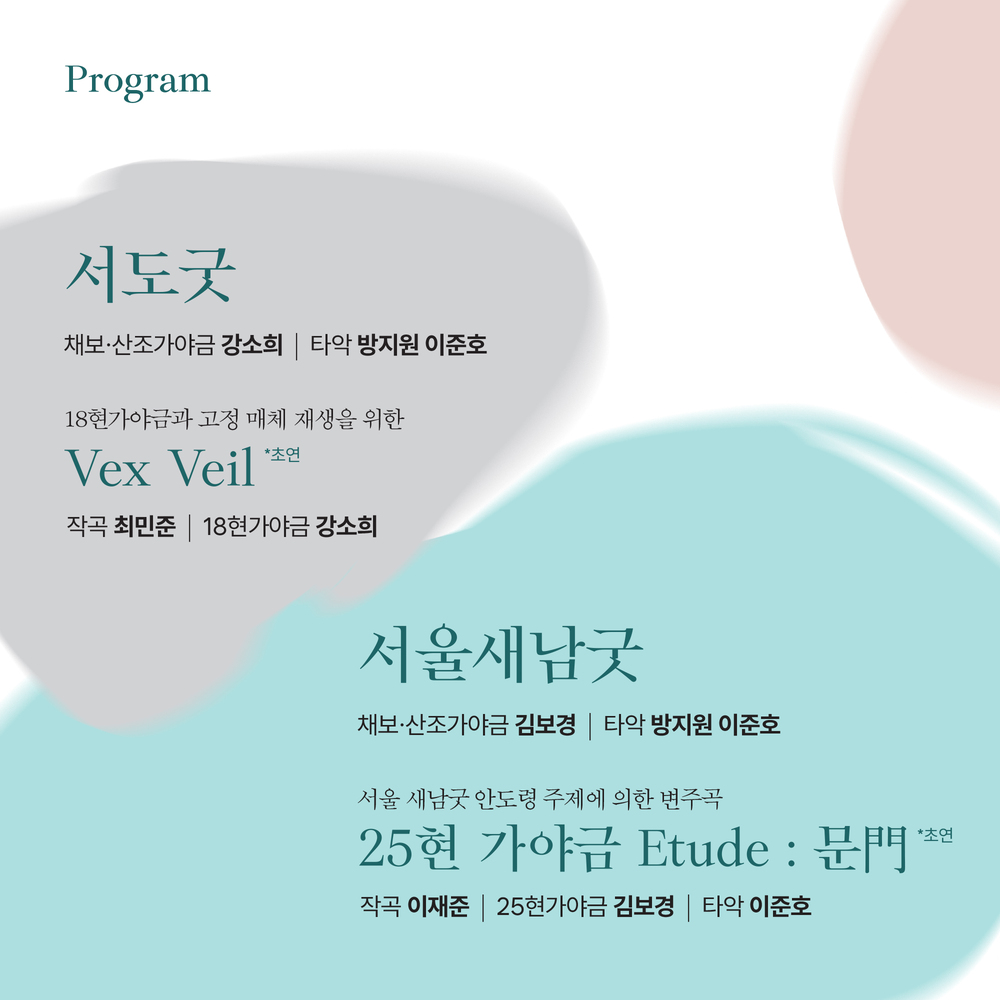 Program
서도굿
채보·산조가야금 강소희 | 타악 방지원 이준호
18현가야금과 고정 매체 재생을 위한
Vex Veil *초연
작곡 최민준 | 18현가야금 강소희
서울새남굿
채보·산조가야금 김보경 | 타악 방지원 이준호
서울 새남굿 안도령 주제에 의한 변주곡
25현 가야금 Etude : 문門 *초연
작곡 이재준 | 25현가야금 김보경 | 타악 이준호